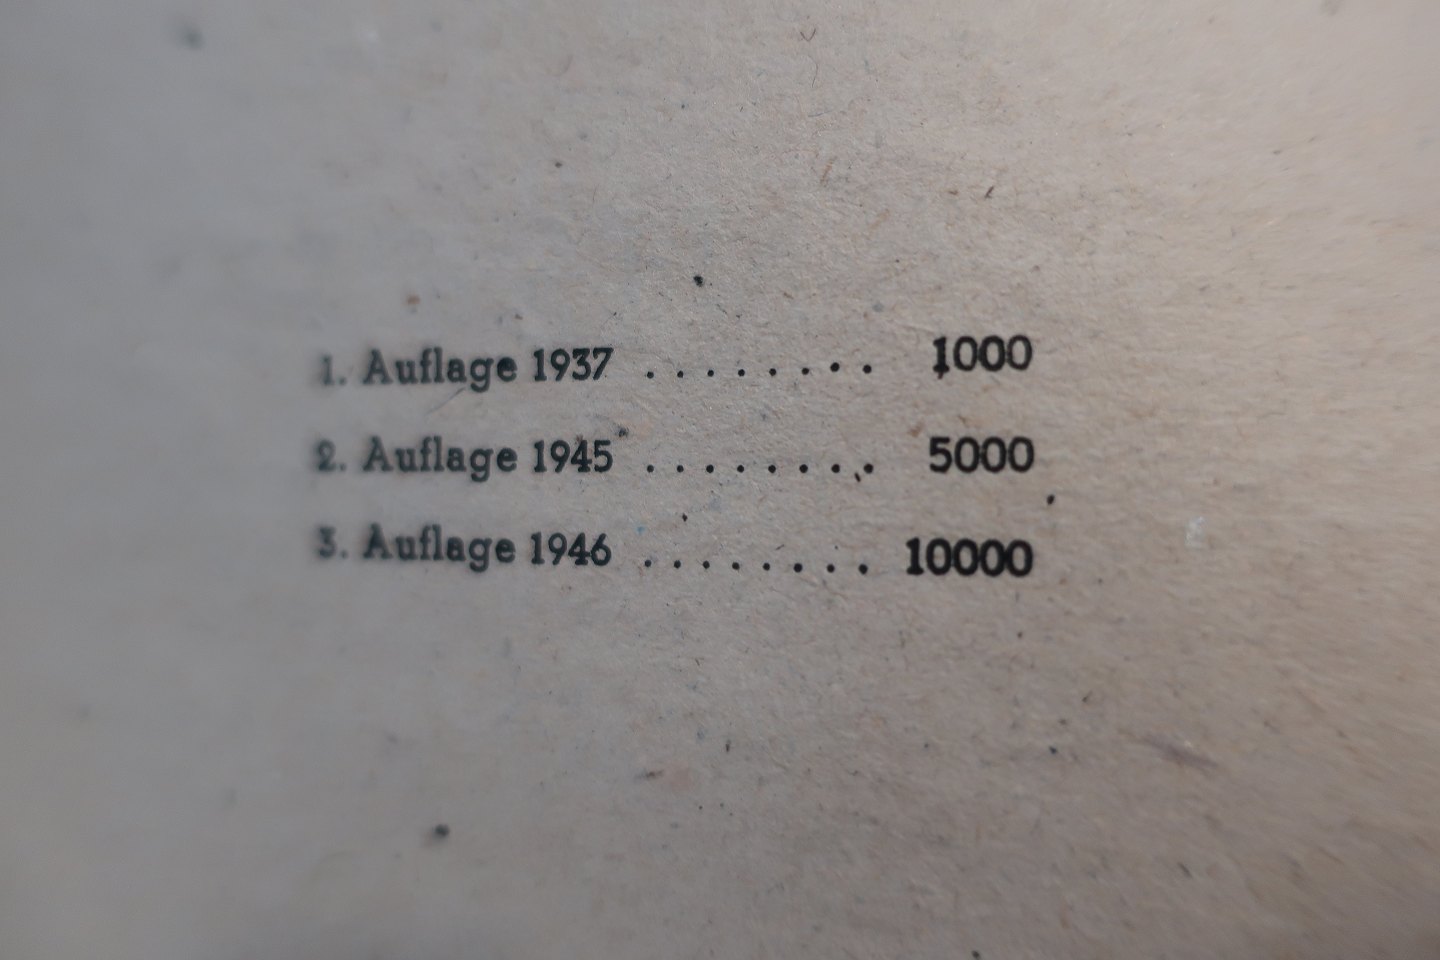 1. Auflage 1937 ........ 1000
2. Auflage 1945 ........ 5000
3. Auflage 1946 ........ 10000